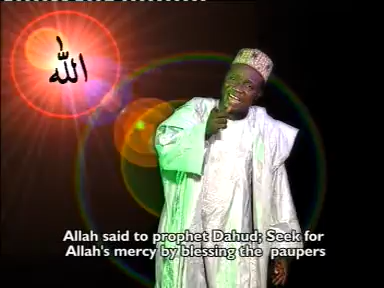 الله
Allah said to prophet Dahud; Seek for
Allah's mercy by blessing the paupers